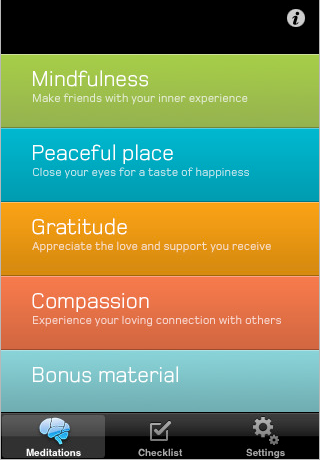 Mindfulness
Make friends with your inner experience
Peaceful place
Close your eyes for a taste of happiness
Gratitude
Appreciate the love and support you receive
Compassion
Experience your loving connection with others
Bonus material
Meditations Checklist Settings